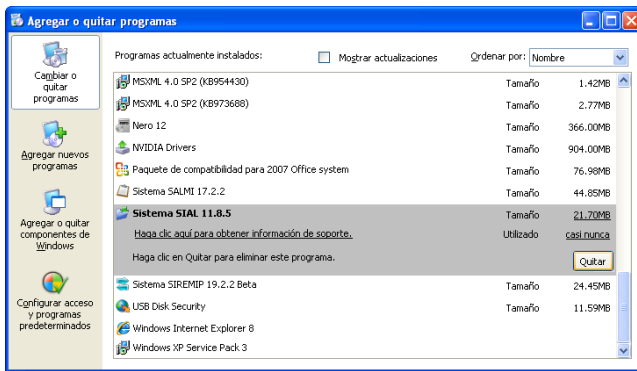 Agregar o quitar programas
Cambiar o
quitar
programas
Agregar nuevos
programas
Agregar o quitar
componentes de
Windows
Configurar acceso
y programas
predeterminados
Programas actualmente instalados: Mostrar actualizaciones Ordenar por: Nombre
MSXML 4.0 SP2 (KB954430) Tamaño 1.42MB
MSXML 4.0 SP2 (KB973688) Tamaño 2.77MB
Nero 12 Tamaño 366.00MB
NVIDIA Drivers Tamaño 904.00MB
Paquete de compatibilidad para 2007 Office system Tamaño 76.98MB
Sistema SALMI 17.2.2 Tamaño 44.85MB
Sistema SIAL 11.8.5 Tamaño 21.70MB
Haga clic aquí para obtener información de soporte. Utilizado casi nunca
Haga clic en Quitar para eliminar este programa. Quitar
Sistema SIREMIP 19.2.2 Beta Tamaño 24.45MB
USB Disk Security Tamaño 11.59MB
Windows Internet Explorer 8
Windows XP Service Pack 3